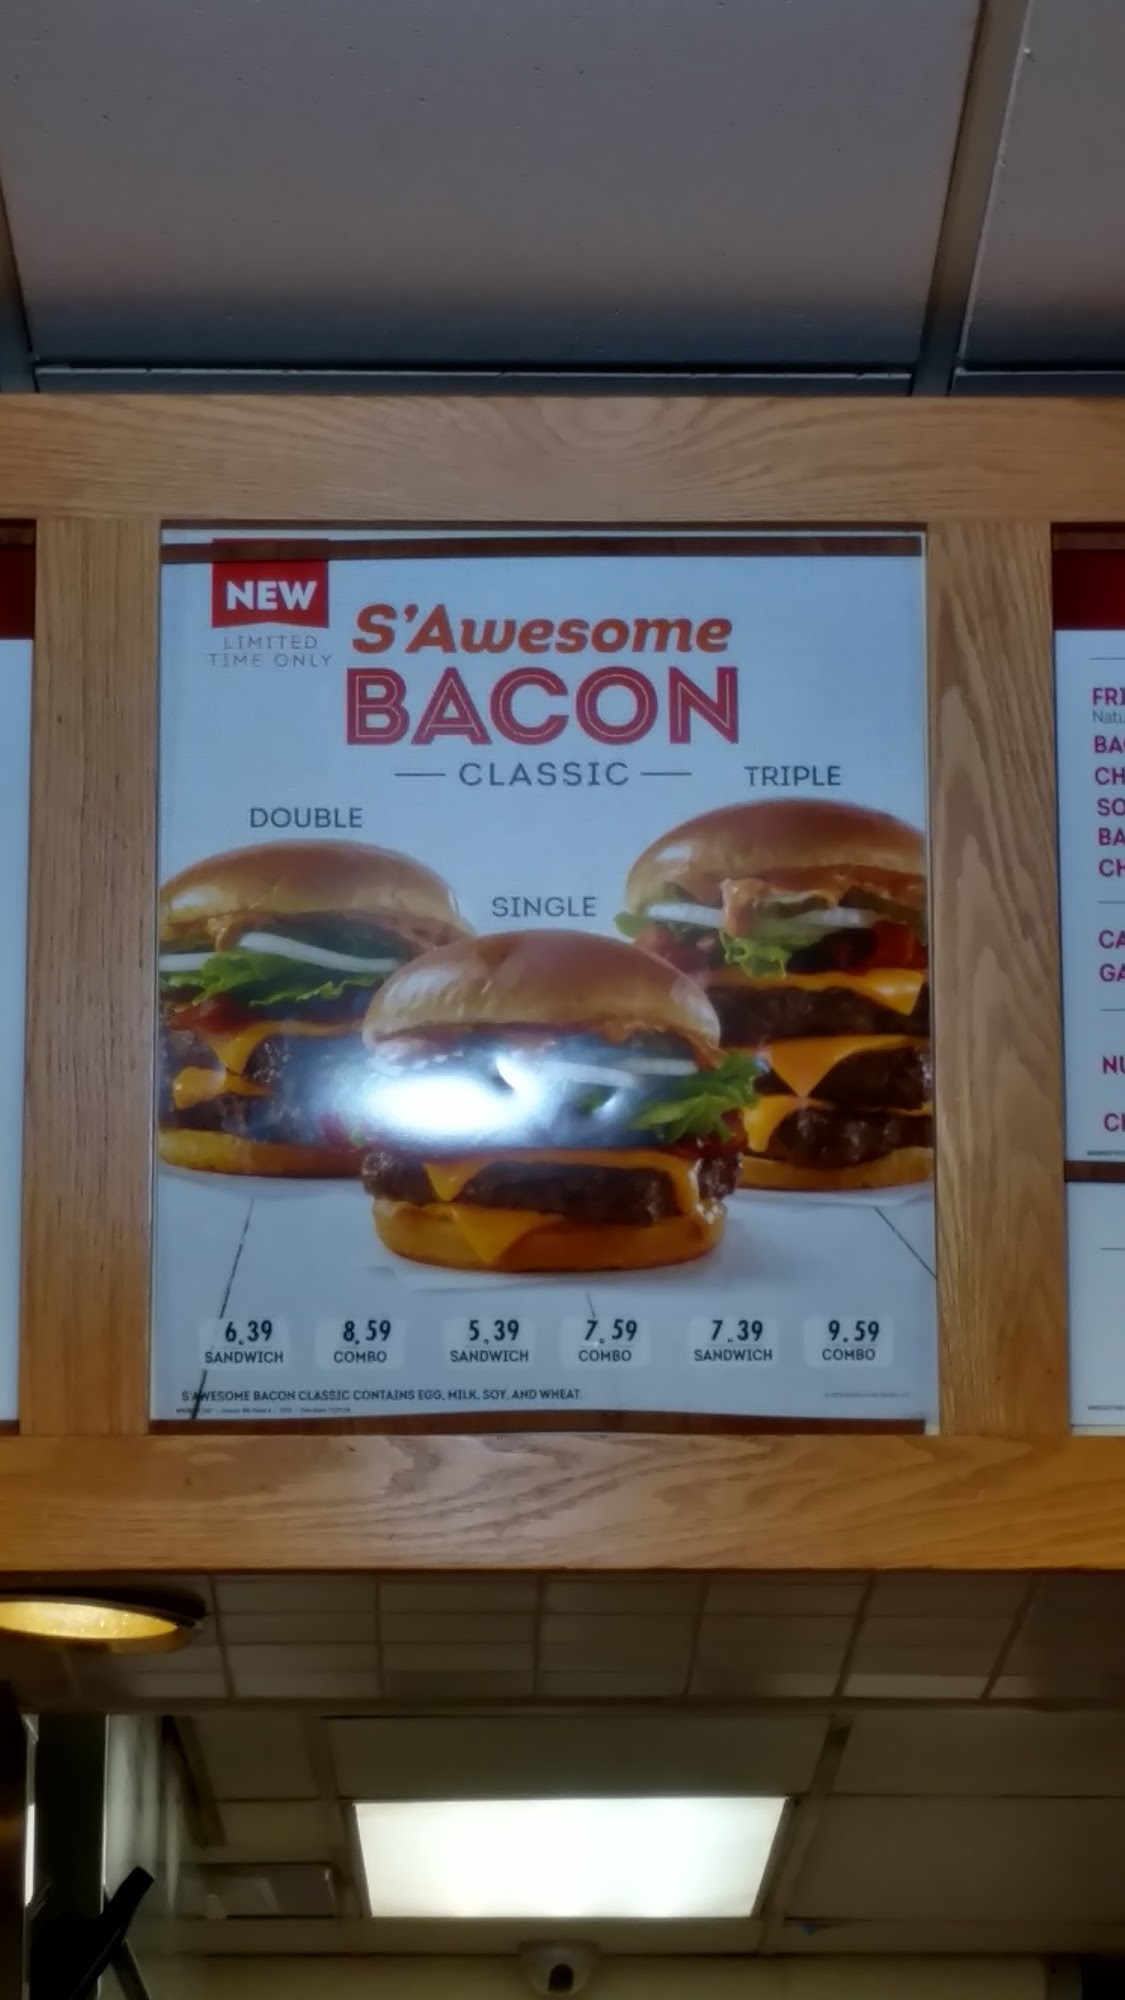 NEW
LIMITED
TIME ONLY
S'Awesome
BACON
CLASSIC
TRIPLE
DOUBLE
SINGLE
6.39 8.59 5.39 7.59 7.39 9.59
SANDWICH COMBO SANDWICH COMBO SANDWICH COMBO
S'AWESOME BACON CLASSIC CONTAINS EGG, MILK, SOY, AND WHEAT.